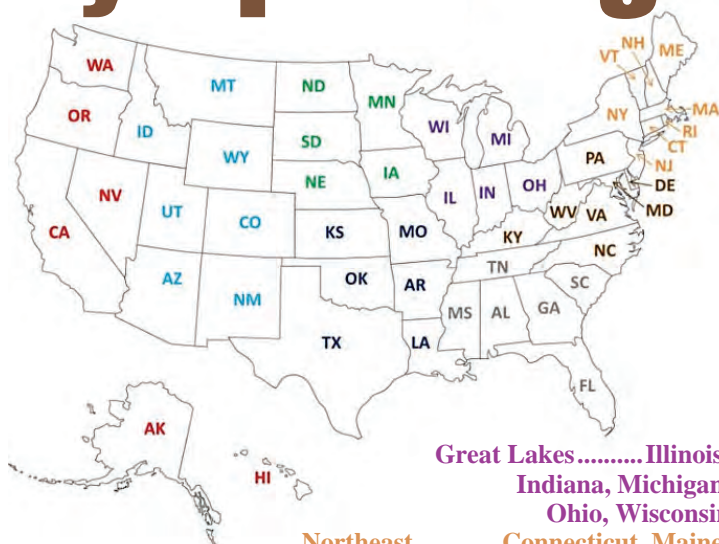 NH
ME
VT
WA
MT
ND
MN
OR
ID
WI
MI
NY
MA
RI
CT
NJ
SD
WY
IA
PA
NE
NV
UT
CO
IL
IN
OH
DE
MD
WV
VA
CA
KS
MO
KY
NC
AZ
NM
OK
AR
TN
SC
MS
AL
GA
TX
LA
FL
AK
HI
Great Lakes..........Illinois
Indiana, Michigan
Ohio, Wisconsin
Northeast
Connecticut, Maine